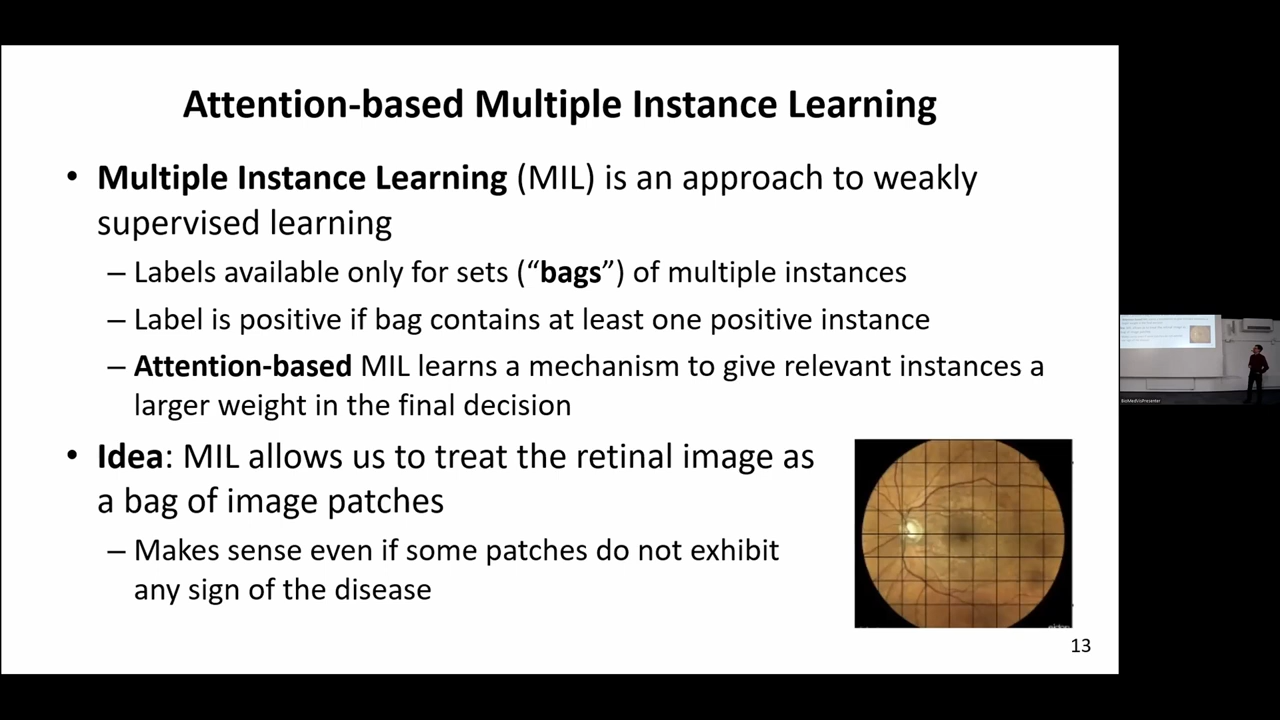 Attention-based Multiple Instance Learning
• Multiple Instance Learning (MIL) is an approach to weakly
supervised learning
– Labels available only for sets (“bags”) of multiple instances
– Label is positive if bag contains at least one positive instance
– Attention-based MIL learns a mechanism to give relevant instances a
larger weight in the final decision
• Idea: MIL allows us to treat the retinal image as
a bag of image patches
– Makes sense even if some patches do not exhibit
any sign of the disease
13
BioMedVisPresenter